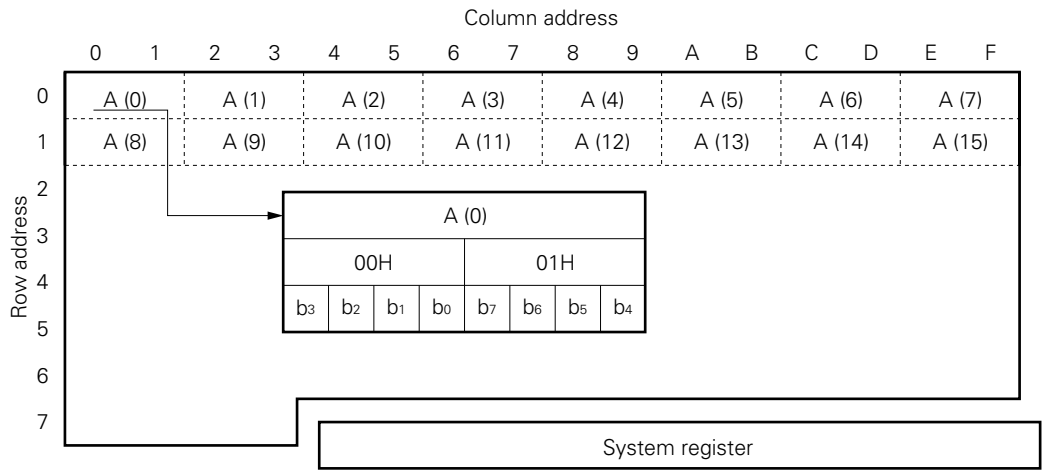 Column address
0 1 2 3 4 5 6 7 8 9 A B C D E F
0 A (0) A (1) A (2) A (3) A (4) A (5) A (6) A (7)
1 A (8) A (9) A (10) A (11) A (12) A (13) A (14) A (15)
2
A (0)
3
00H 01H
4
b3 b2 b1 b0 b7 b6 b5 b4
5
6
7
System register
Row address